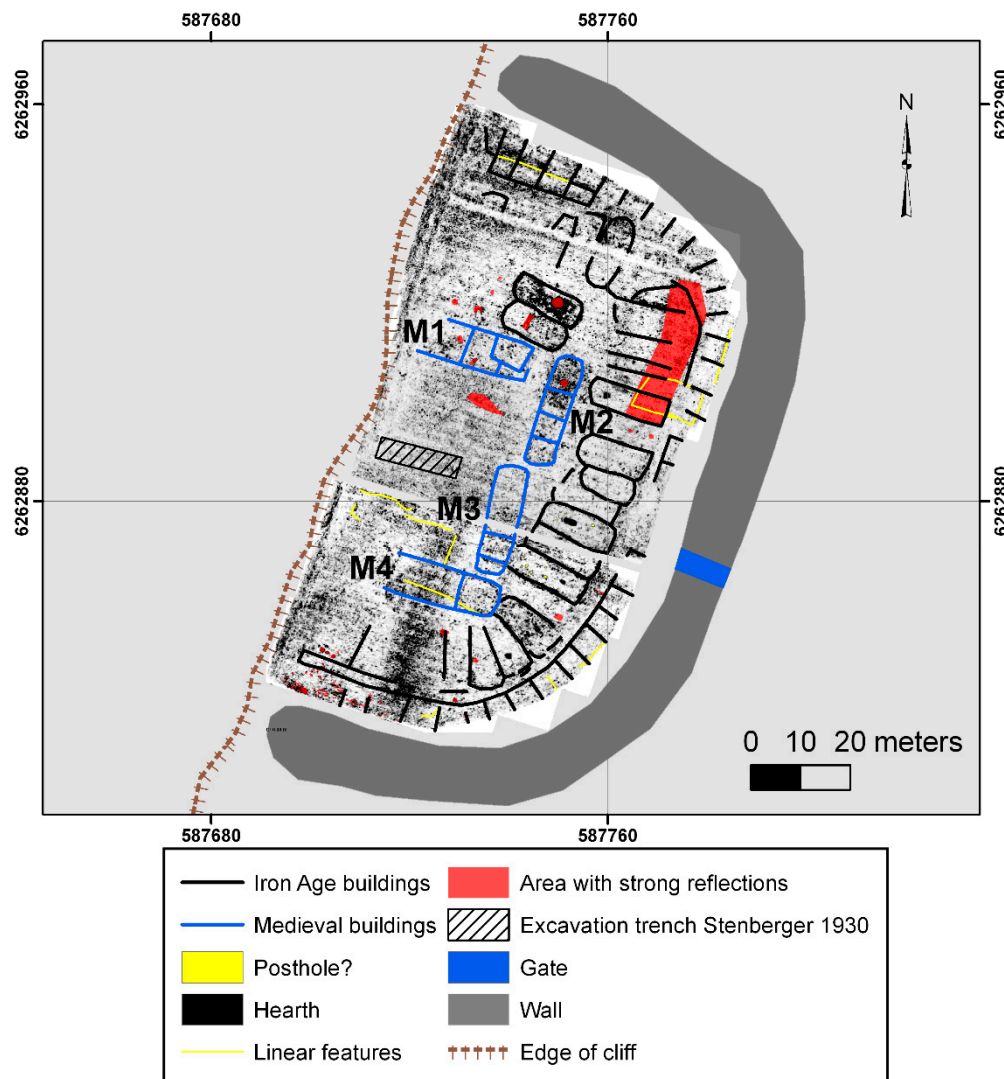 587680 587760
6262960 6262960
N
M1
M2
6262880 6262880
M3
M4
0 10 20 meters
587680 587760
Iron Age buildings
Area with strong reflections
Medieval buildings
Excavation trench Stenberger 1930
Posthole?
Gate
Hearth
Wall
Linear features
Edge of cliff